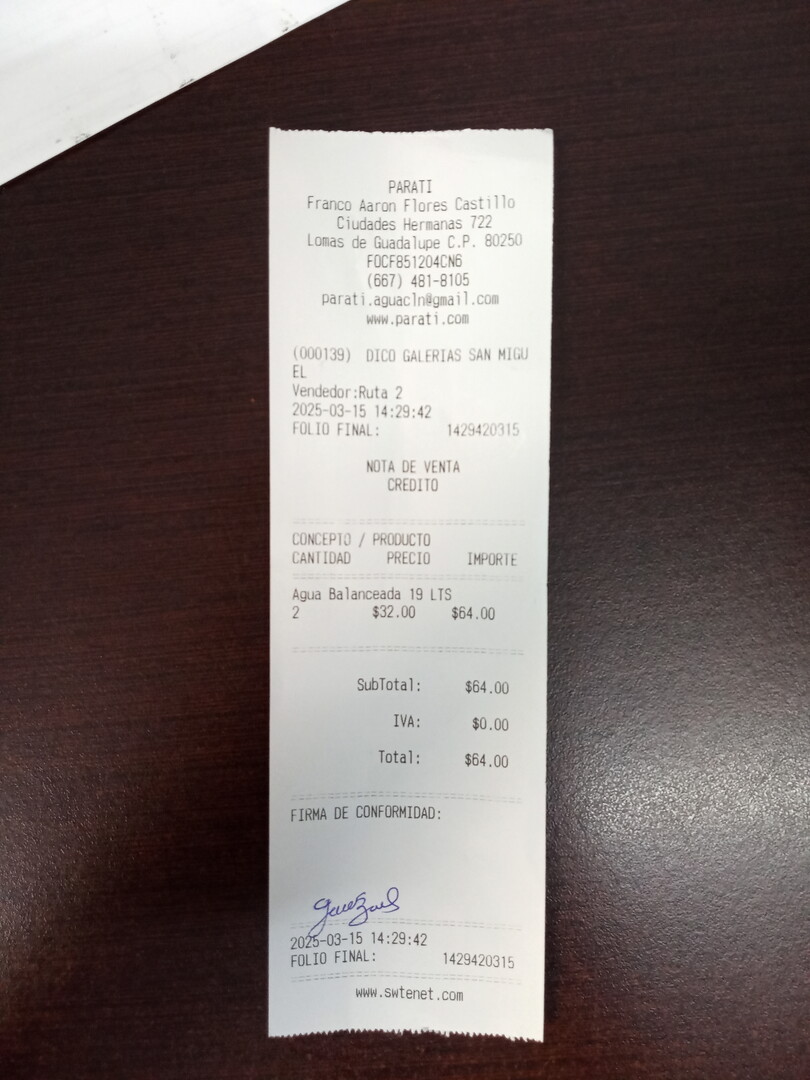 PARATI
Franco Aaron Flores Castillo
Ciudades Hermanas 722
Lomas de Guadalupe C.P. 80250
FOCF851204CN6
(667) 481-8105
parati.aguacln@gmail.com
www.parati.com
(000139) DICO GALERIAS SAN MIGU
EL
Vendedor:Ruta 2
2025-03-15 14:29:42
FOLIO FINAL: 1429420315
NOTA DE VENTA
CREDITO
CONCEPTO / PRODUCTO
CANTIDAD PRECIO IMPORTE
Agua Balanceada 19 LTS
2 $32.00 $64.00
SubTotal: $64.00
IVA: $0.00
Total: $64.00
FIRMA DE CONFORMIDAD:
2025-03-15 14:29:42
FOLIO FINAL: 1429420315
www.swtenet.com